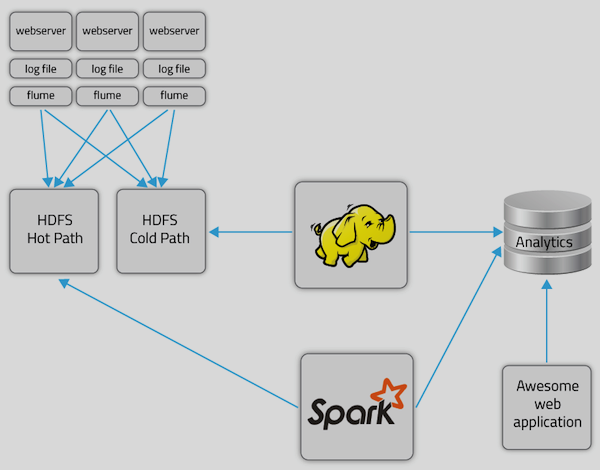 webserver webserver webserver
log file log file log file
flume flume flume
HDFS
Hot Path
HDFS
Cold Path
Analytics
Spark
Awesome
web
application